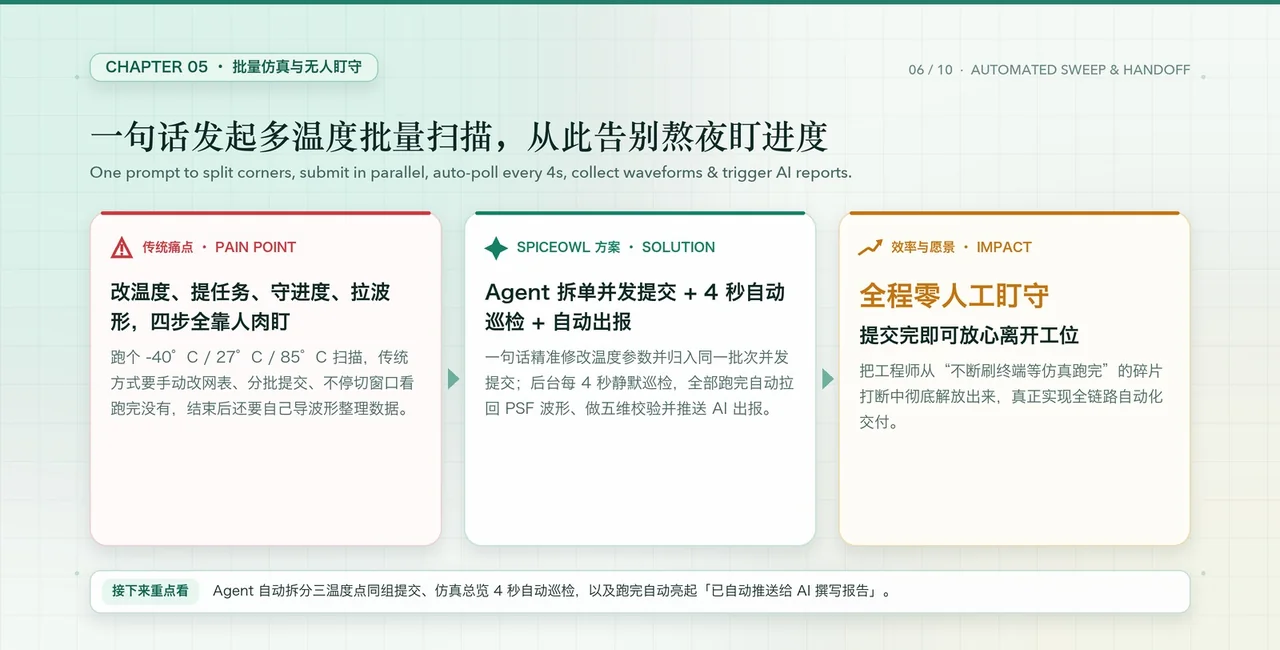 CHAPTER 05 · 批量仿真与无人盯守
06 / 10 · AUTOMATED SWEEP & HANDOFF
一句话发起多温度批量扫描，从此告别熬夜盯进度
One prompt to split corners, submit in parallel, auto-poll every 4s, collect waveforms & trigger AI reports.
传统痛点 · PAIN POINT
改温度、提任务、守进度、拉波
形，四步全靠人肉盯
跑个 -40°C / 27°C / 85°C 扫描，传统
方式要手动改网表、分批提交、不停切窗口看
跑完没有，结束后还要自己导波形整理数据。
SPICEOWL 方案 · SOLUTION
Agent 拆单并发提交 + 4 秒自动
巡检 + 自动出报
一句话精准修改温度参数并归入同一批次并发
提交；后台每 4 秒静默巡检，全部跑完自动拉
回 PSF 波形、做五维校验并推送 AI 出报。
效率与愿景 · IMPACT
全程零人工盯守
提交完即可放心离开工位
把工程师从“不断刷终端等仿真跑完”的碎片
打断中彻底解放出来，真正实现全链路自动化
交付。
接下来重点看 Agent 自动拆分三温度点同组提交、仿真总览 4 秒自动巡检，以及跑完自动亮起「已自动推送给 AI 撰写报告」。